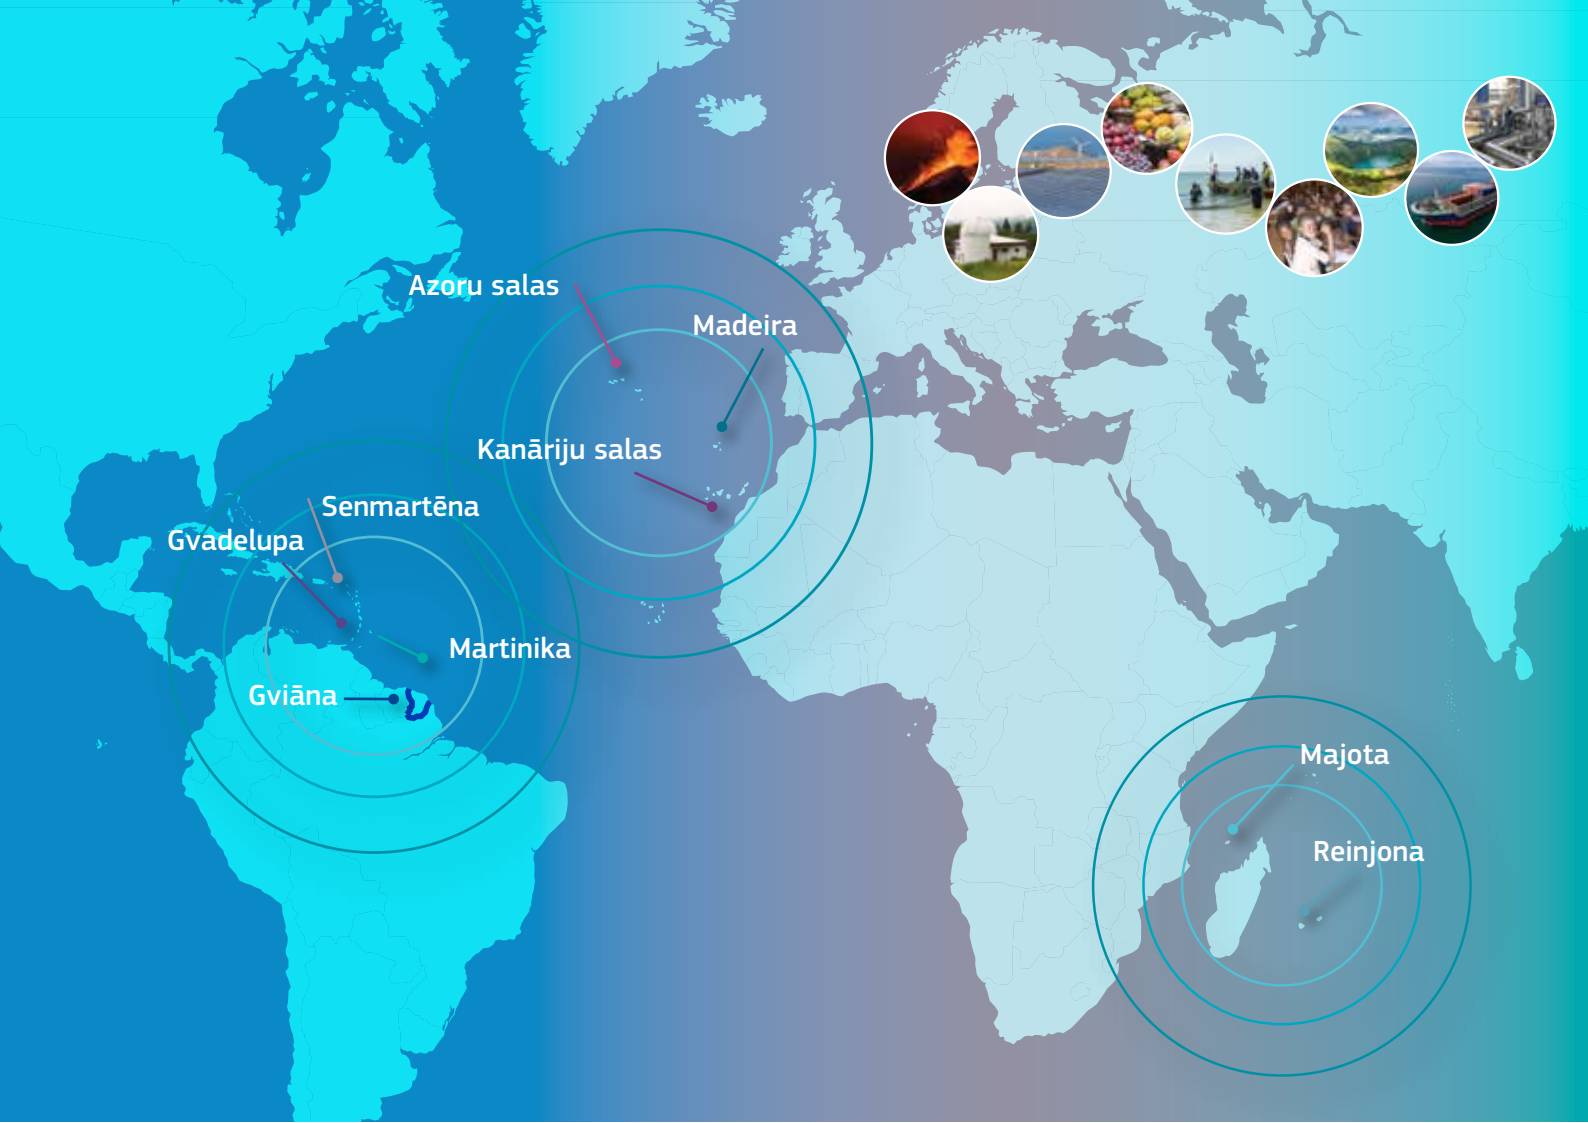 Azoru salas
Madeira
Kanāriju salas
Senmartēna
Gvadelupa
Martinika
Gviāna
Majota
Reinjona